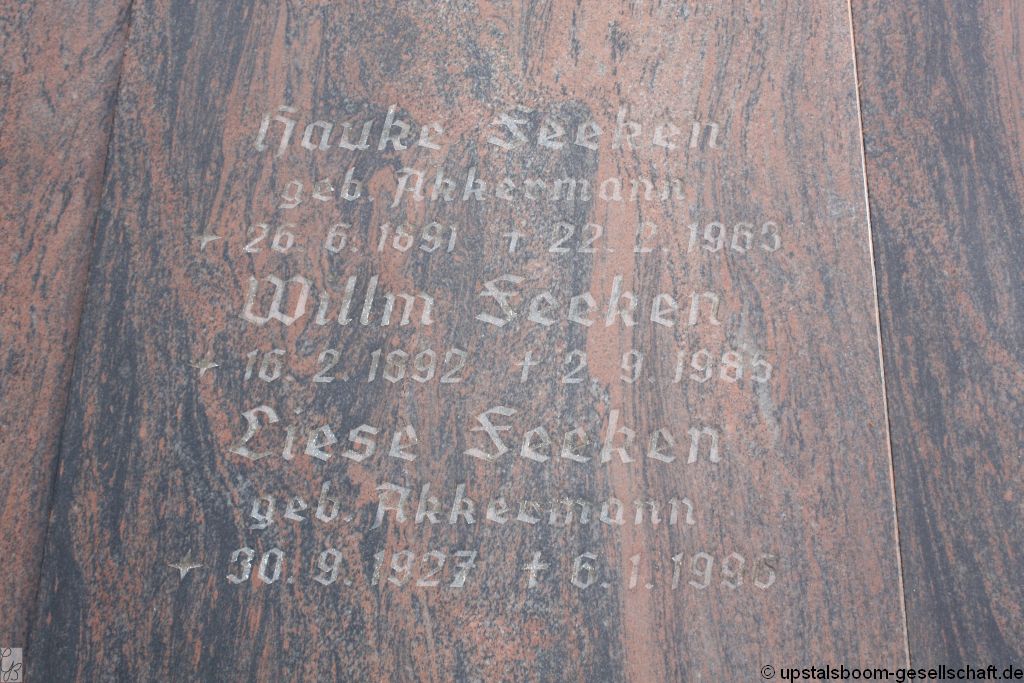 Hauke Feeken
geb. Akkermann
* 26. 6. 1891 † 22. 2. 1963
Willm Feeken
* 16. 2. 1892 † 2. 9. 1985
Liese Feeken
geb. Akkermann
* 30. 9. 1927 † 6. 1. 1995
© upstalsboom-gesellschaft.de